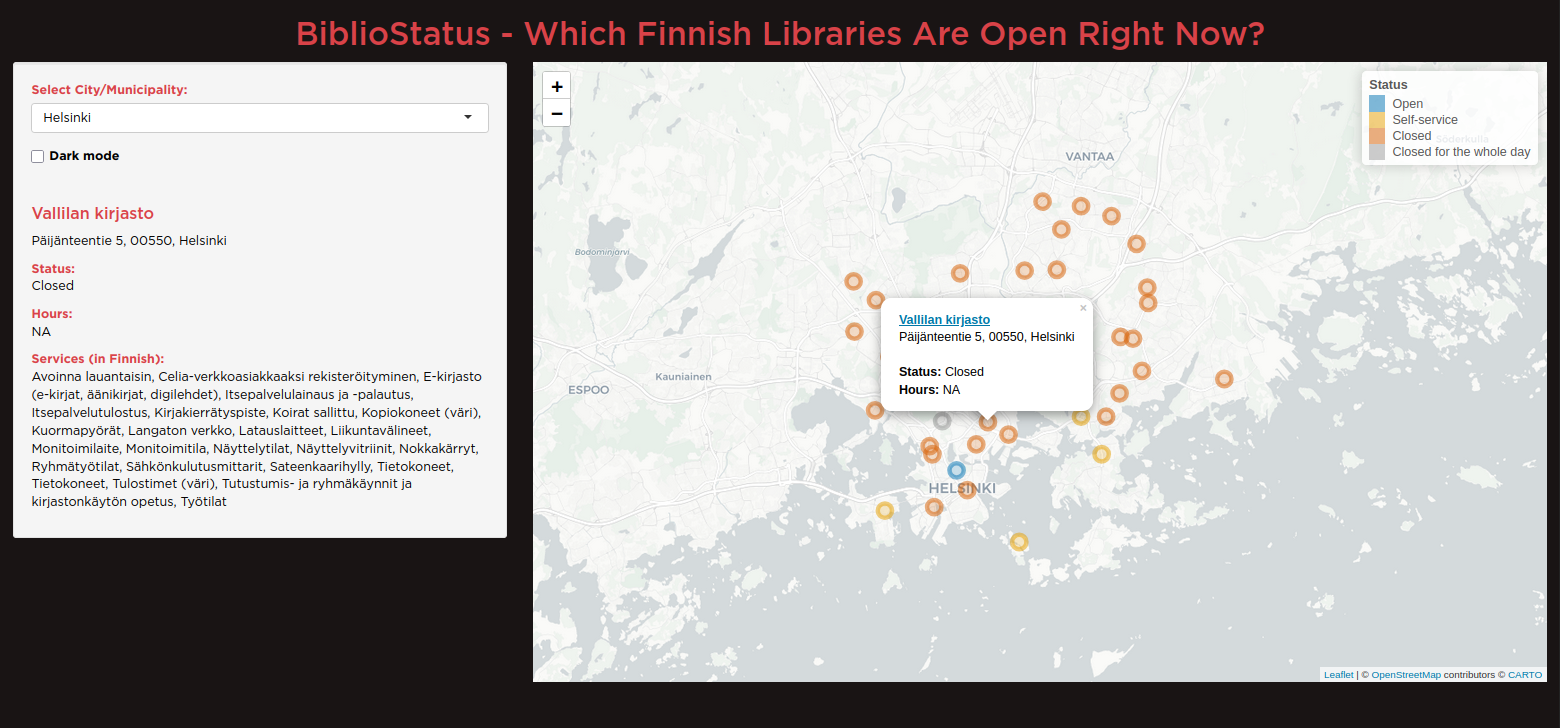 BiblioStatus - Which Finnish Libraries Are Open Right Now?
Select City/Municipality:
Helsinki
Dark mode
Vallilan kirjasto
Päijänteentie 5, 00550, Helsinki
Status:
Closed
Hours:
NA
Services (in Finnish):
Avoinna lauantaisin, Celia-verkkoasiakkaaksi rekisteröityminen, E-kirjasto
(e-kirjat, äänikirjat, digilehdet), Itsepalvelulainaus ja -palautus,
Itsepalvelutulostus, Kirjakierrätyspiste, Koirat sallittu, Kopiokoneet (väri),
Kuormapyörät, Langaton verkko, Latauslaitteet, Liikuntavälineet,
Monitoimilaite, Monitoimitila, Näyttelytilat, Näyttelyvitriinit, Nokkakärryt,
Ryhmätyötilat, Sähkönkulutusmittarit, Sateenkaarihylly, Tietokoneet,
Tietokoneet, Tulostimet (väri), Tutustumis- ja ryhmäkäynnit ja
kirjastonkäytön opetus, Työtilat
+
−
Status
Open
Self-service
Closed
Closed for the whole day
Söderkulla
VANTAA
Bodominjärvi
Kauniainen
ESPOO
HELSINKI
×
Vallilan kirjasto
Päijänteentie 5, 00550, Helsinki
Status: Closed
Hours: NA
Leaflet | © OpenStreetMap contributors © CARTO